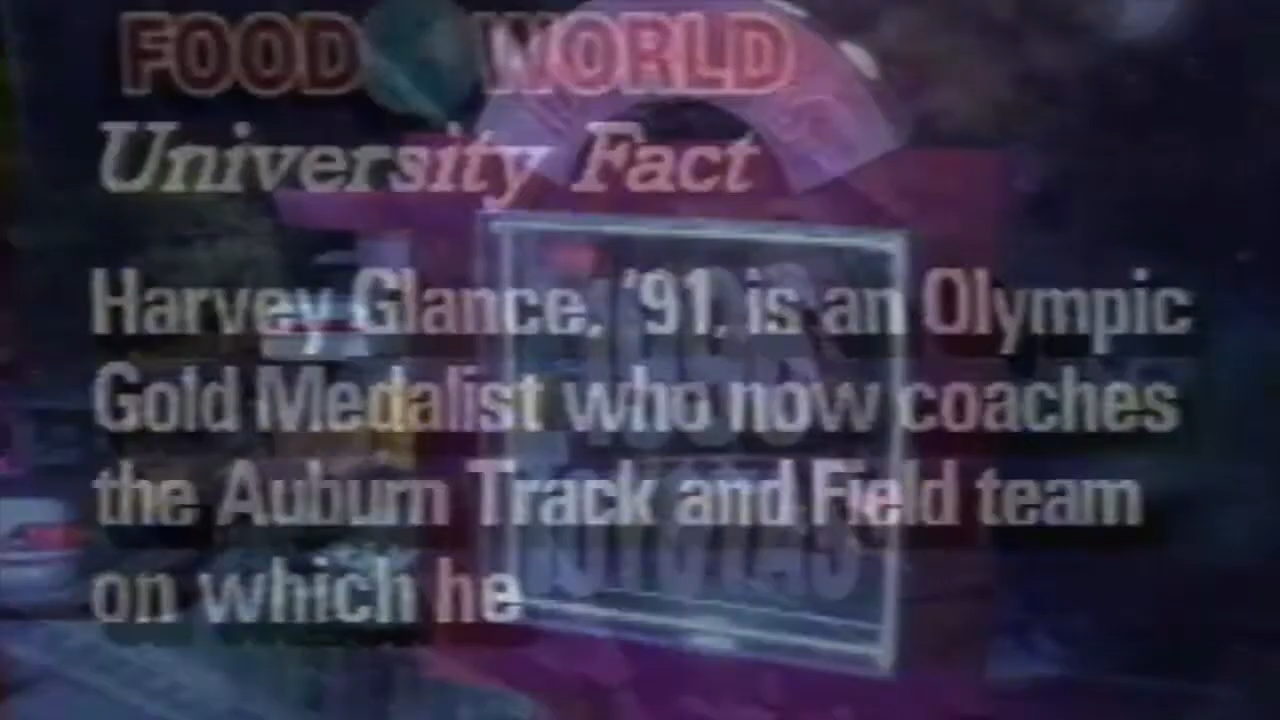 FOOD WORLD
University Fact
Harvey Glance, '91, is an Olympic
Gold Medalist who now coaches
the Auburn Track and Field team
on which he
TOYOTAS